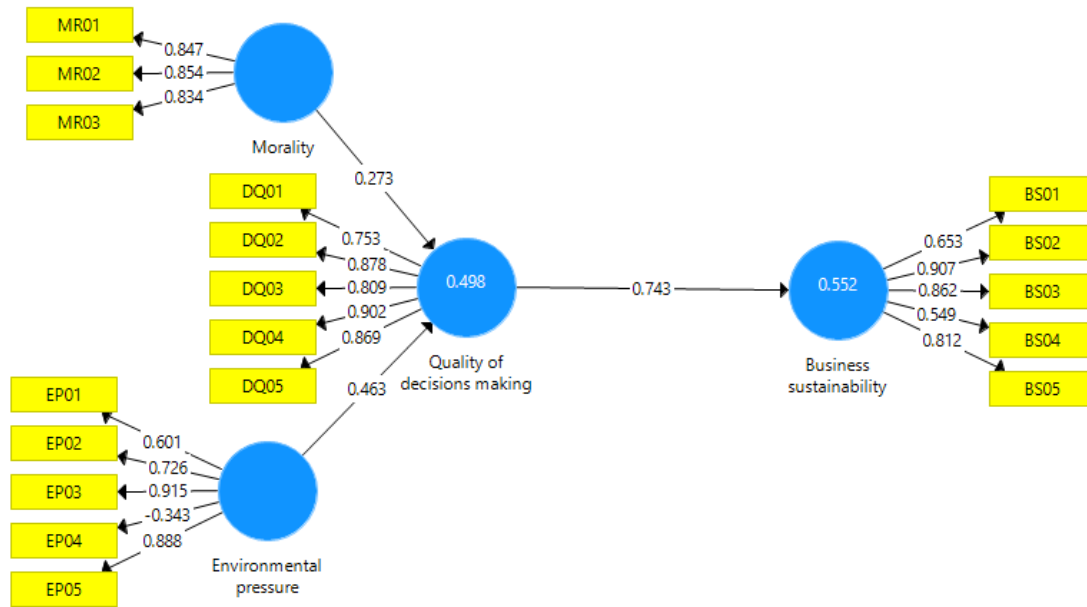 MR01
0.847
MR02
0.854
MR03
0.834
Morality
0.273
DQ01
0.753
DQ02
0.878
DQ03
0.809
DQ04
0.902
DQ05
0.869
0.498
Quality of
decisions making
0.743
0.552
Business
sustainability
BS01
0.653
BS02
0.907
BS03
0.862
BS04
0.549
BS05
0.812
0.463
EP01
0.601
EP02
0.726
EP03
0.915
EP04
-0.343
EP05
0.888
Environmental
pressure